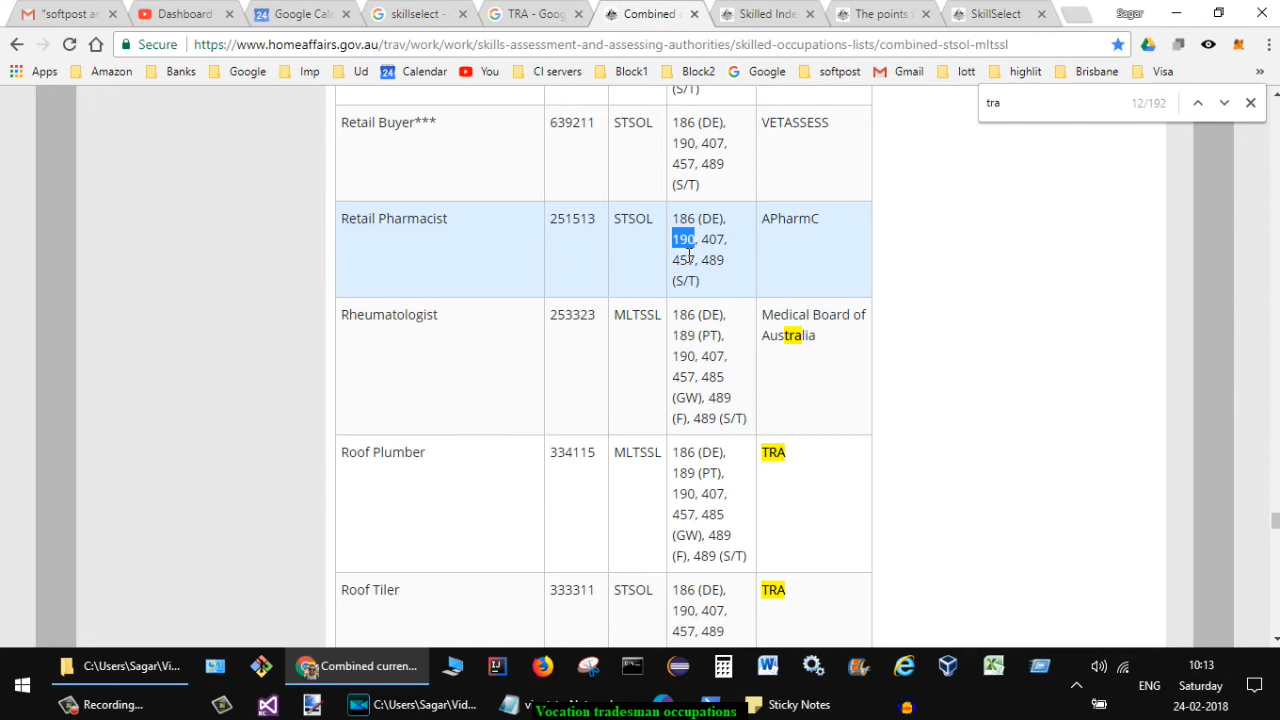 "softpost ar
Dashboard
Google Cale
skillselect -
TRA - Goog
Combined c
Skilled Inde
The points i
SkillSelect
Sagar
Secure
https://www.homeaffairs.gov.au/trav/work/work/skills-assessment-and-assessing-authorities/skilled-occupations-lists/combined-stsol-mltssl
Apps
Amazon
Banks
Google
Imp
Ud
24 Calendar
You
CI servers
Block1
Block2
Google
softpost
Gmail
lott
highlit
Brisbane
Visa
»
tra
12/192
(S/T)
Retail Buyer*** 639211 STSOL 186 (DE), VETASSESS
190, 407,
457, 489
(S/T)
Retail Pharmacist 251513 STSOL 186 (DE), APharmC
190, 407,
457, 489
(S/T)
Rheumatologist 253323 MLTSSL 186 (DE), Medical Board of
189 (PT), Australia
190, 407,
457, 485
(GW), 489
(F), 489 (S/T)
Roof Plumber 334115 MLTSSL 186 (DE), TRA
189 (PT),
190, 407,
457, 485
(GW), 489
(F), 489 (S/T)
Roof Tiler 333311 STSOL 186 (DE), TRA
190, 407,
457, 489
C:\Users\Sagar\Vi...
Combined curren...
10:13
ENG
Saturday
24-02-2018
Recording...
C:\Users\Sagar\Vid...
Sticky Notes
Vocation tradesman occupations